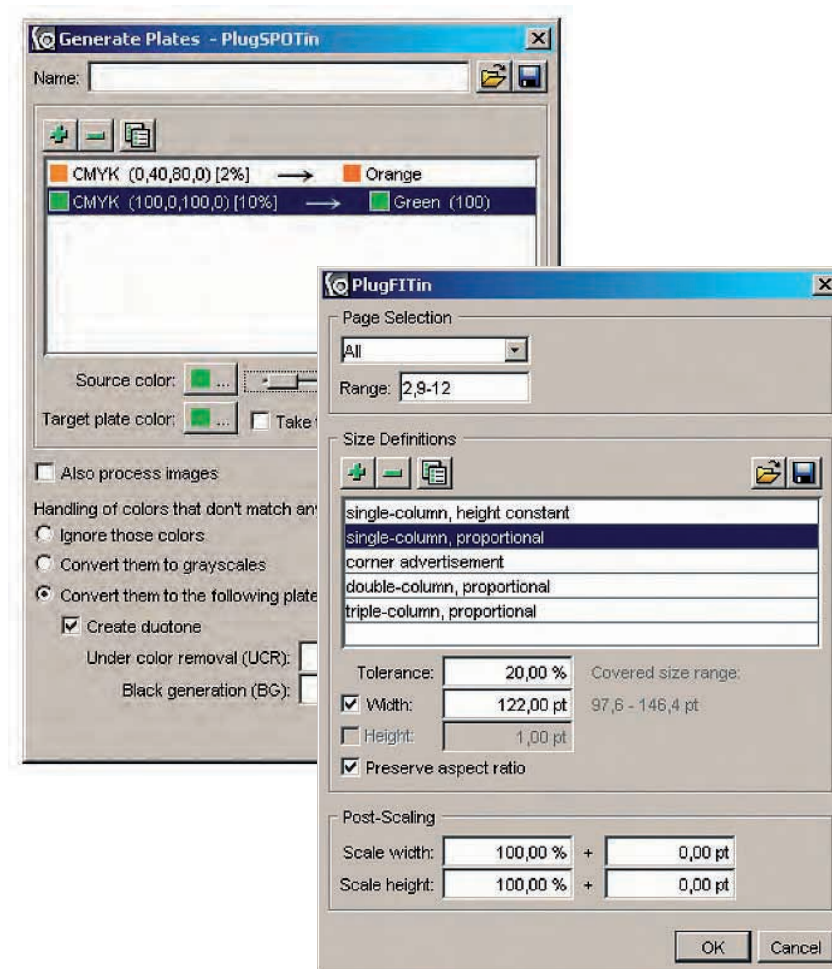 Generate Plates - PlugSPOTin
Name:
CMYK (0,40,80,0) [2%] → Orange
CMYK (100,0,100,0) [10%] → Green (100)
Source color: ...
Target plate color: ... Take
Also process images
Handling of colors that don't match
Ignore those colors
Convert them to grayscales
Convert them to the following plate
Create duotone
Under color removal (UCR):
Black generation (BG):
PlugFITin
Page Selection
All
Range: 2,9-12
Size Definitions
single-column, height constant
single-column, proportional
corner advertisement
double-column, proportional
triple-column, proportional
Tolerance: 20,00 % Covered size range:
Width: 122,00 pt 97,6 - 146,4 pt
Height: 1,00 pt
Preserve aspect ratio
Post-Scaling
Scale width: 100,00 % + 0,00 pt
Scale height: 100,00 % + 0,00 pt
OK Cancel